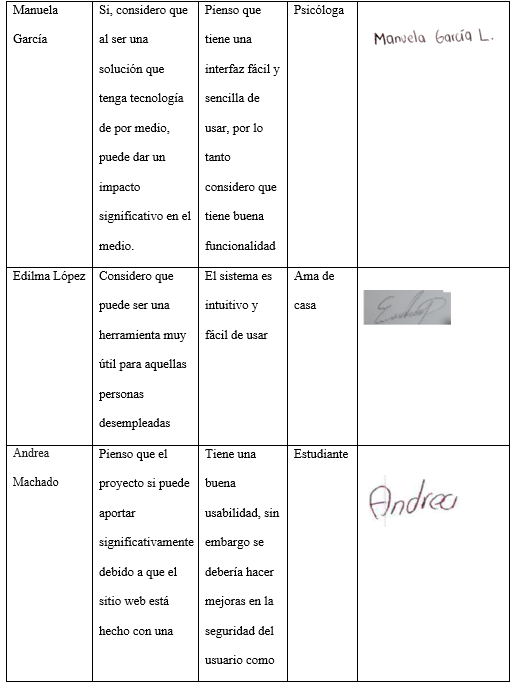 Manuela
García
Si, considero que
al ser una
solución que
tenga tecnología
de por medio,
puede dar un
impacto
significativo en el
medio.
Pienso que
tiene una
interfaz fácil y
sencilla de
usar, por lo
tanto
considero que
tiene buena
funcionalidad
Psicóloga
Manuela García L.
Edilma López
Considero que
puede ser una
herramienta muy
útil para aquellas
personas
desempleadas
El sistema es
intuitivo y
fácil de usar
Ama de
casa
Andrea
Machado
Pienso que el
proyecto si puede
aportar
significativamente
debido a que el
sitio web está
hecho con una
Tiene una
buena
usabilidad, sin
embargo se
debería hacer
mejoras en la
seguridad del
usuario como
Estudiante
Andrea